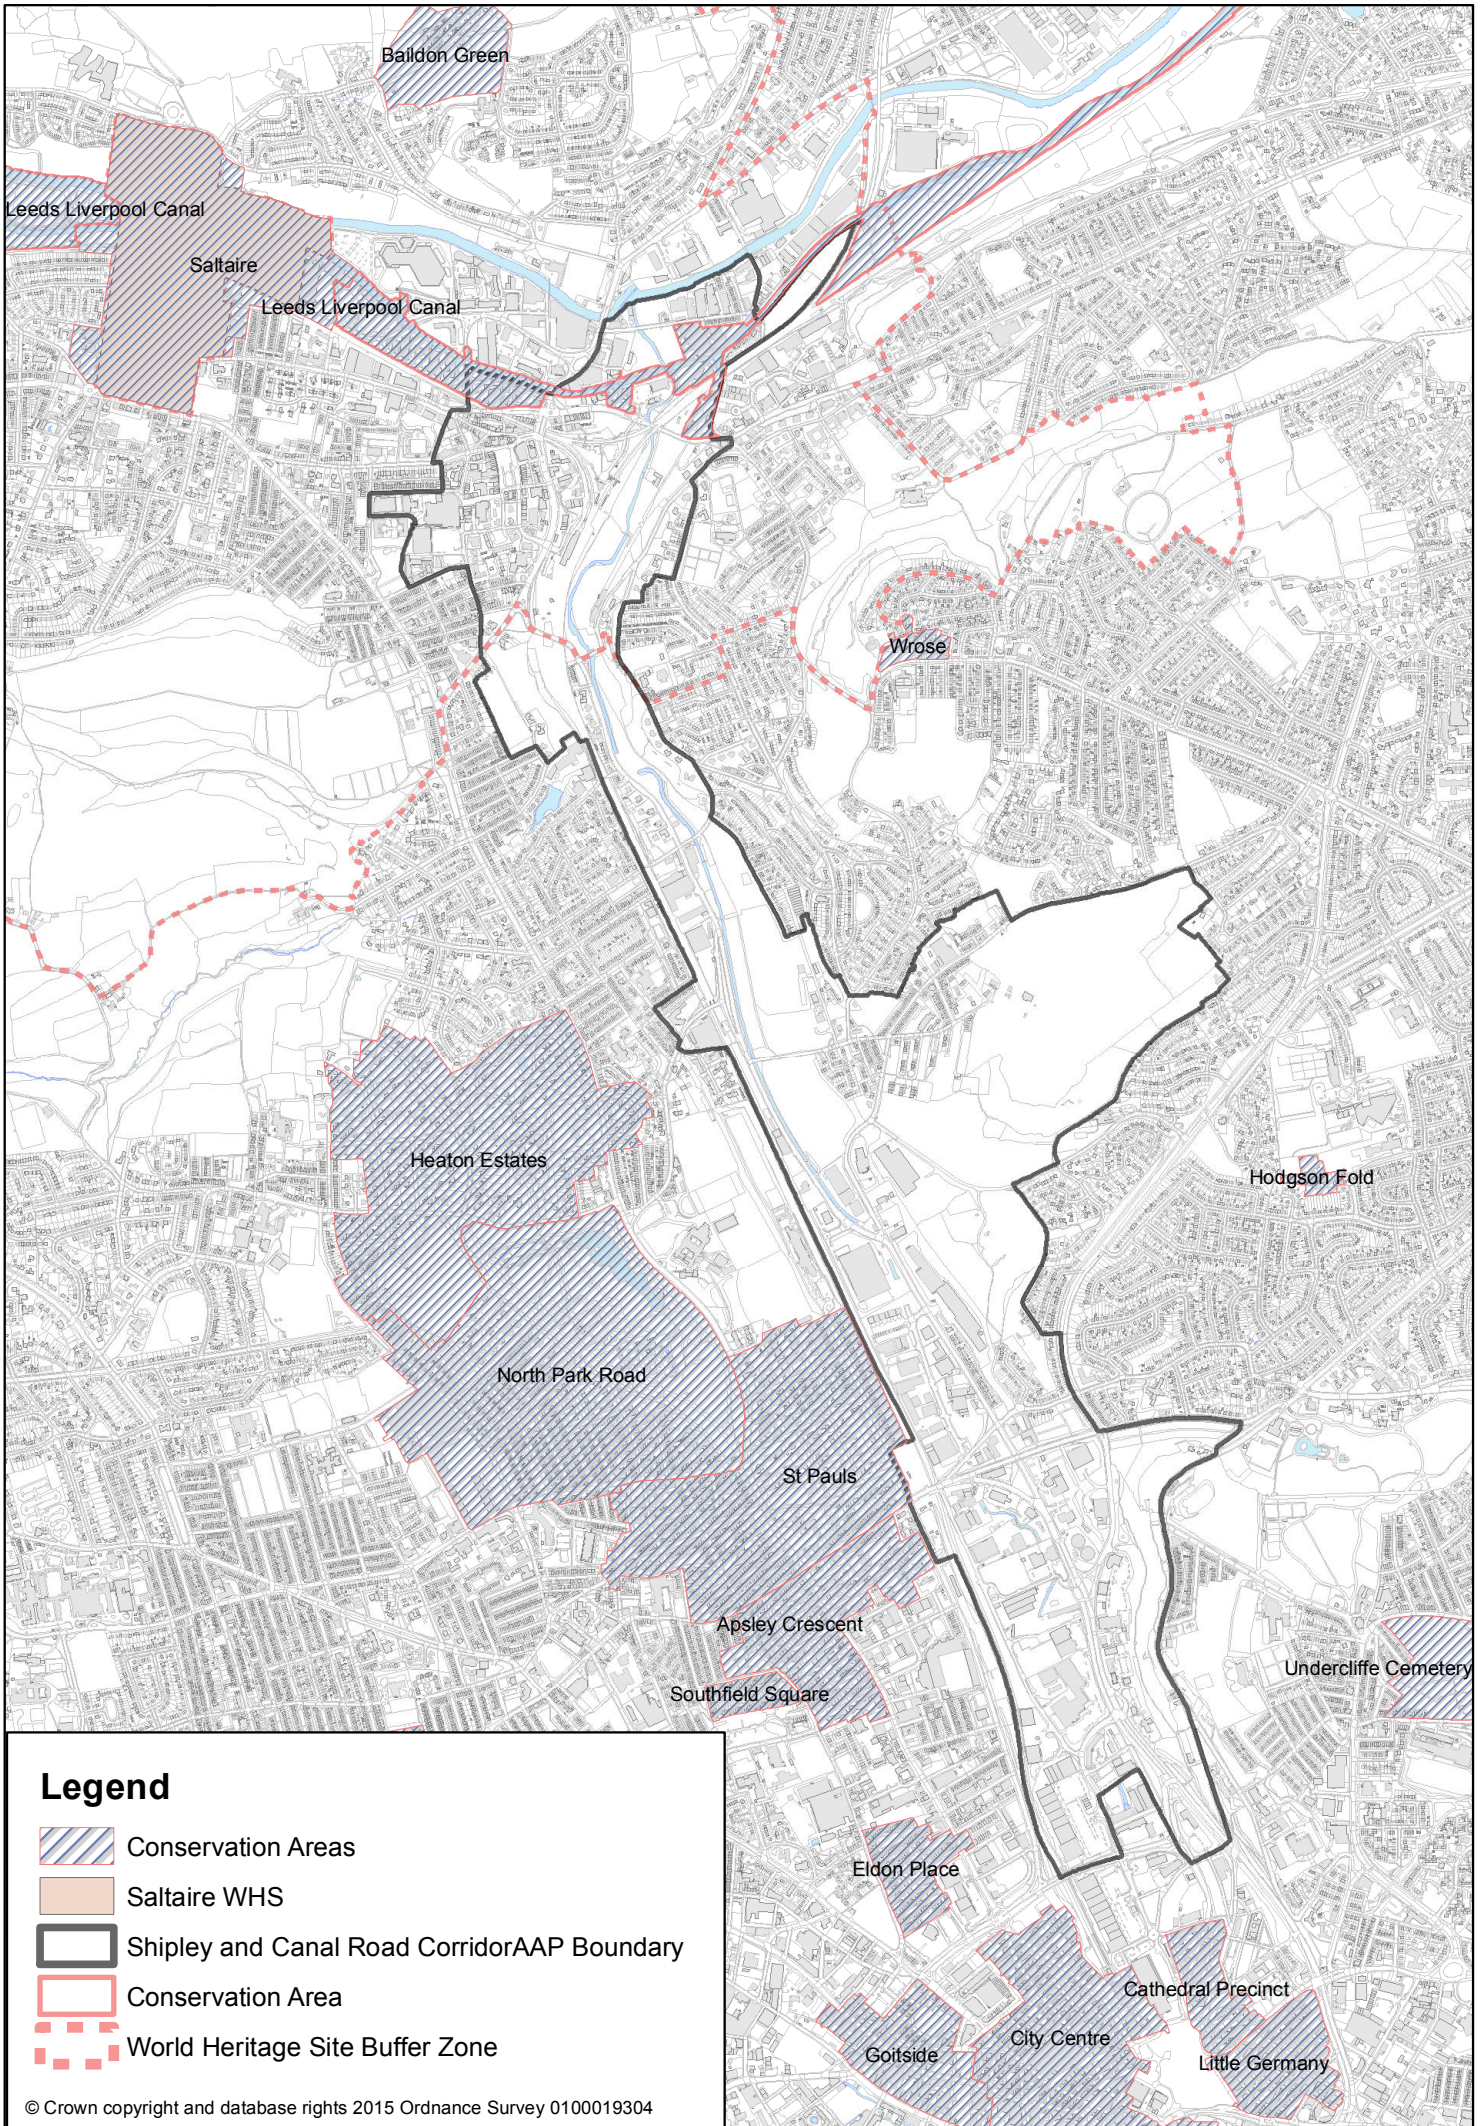 Baildon Green
Leeds Liverpool Canal
Saltaire
Leeds Liverpool Canal
Wrose
Heaton Estates
Hodgson Fold
North Park Road
St Pauls
Apsley Crescent
Undercliffe Cemetery
Southfield Square
Eldon Place
Cathedral Precinct
City Centre
Goitside
Little Germany
Legend
Conservation Areas
Saltaire WHS
Shipley and Canal Road CorridorAAP Boundary
Conservation Area
World Heritage Site Buffer Zone
© Crown copyright and database rights 2015 Ordnance Survey 0100019304